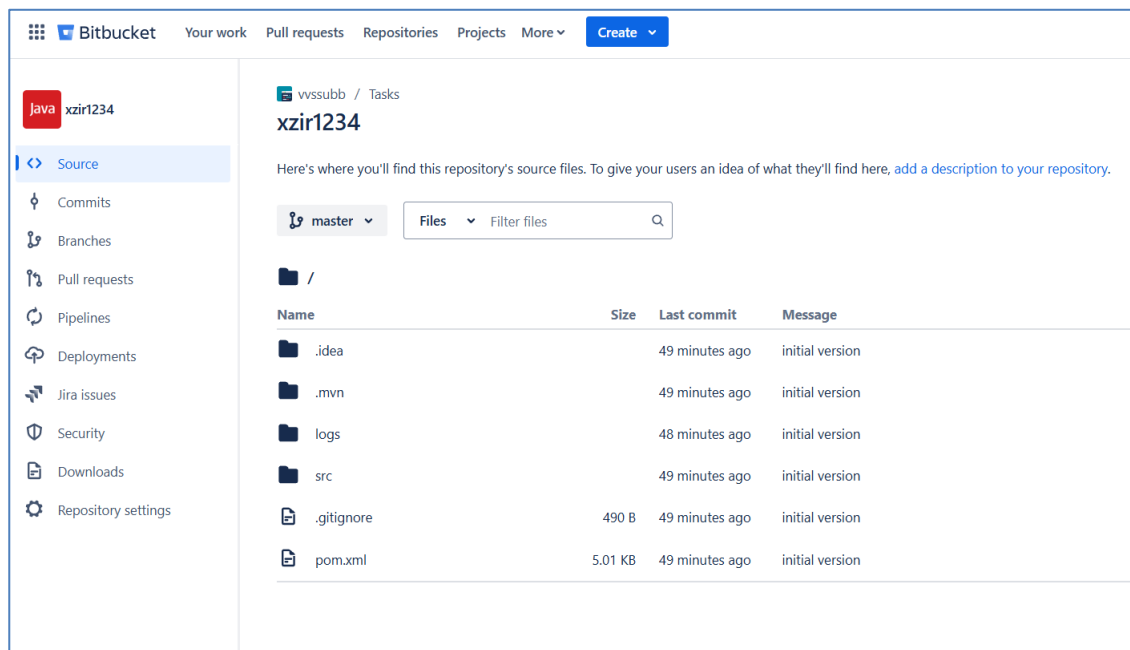 Bitbucket Your work Pull requests Repositories Projects More Create
Java xzir1234
Source
Commits
Branches
Pull requests
Pipelines
Deployments
Jira issues
Security
Downloads
Repository settings
vvssubb / Tasks
xzir1234
Here's where you'll find this repository's source files. To give your users an idea of what they'll find here, add a description to your repository.
master Files Filter files
/
Name Size Last commit Message
.idea 49 minutes ago initial version
.mvn 49 minutes ago initial version
logs 48 minutes ago initial version
src 49 minutes ago initial version
.gitignore 490 B 49 minutes ago initial version
pom.xml 5.01 KB 49 minutes ago initial version